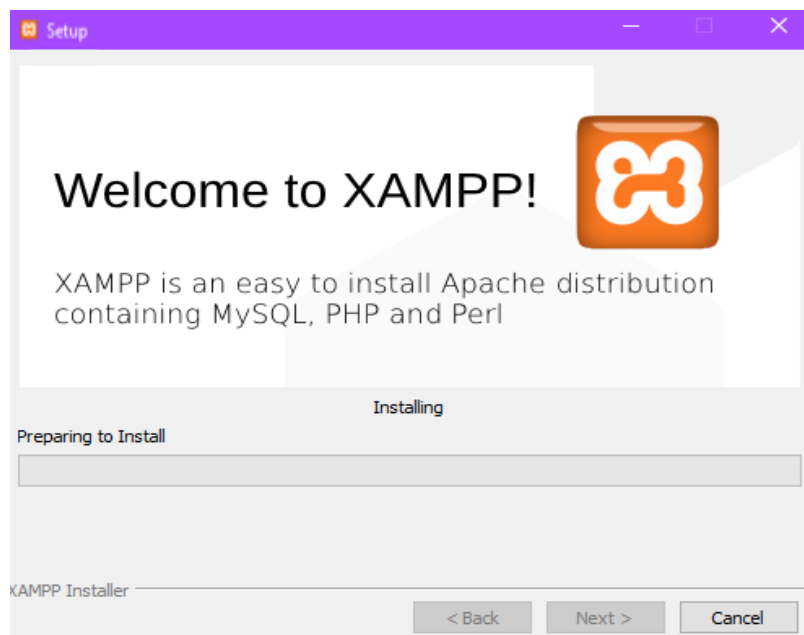 Setup
Welcome to XAMPP!
XAMPP is an easy to install Apache distribution
containing MySQL, PHP and Perl
Installing
Preparing to Install
XAMPP Installer
< Back
Next >
Cancel